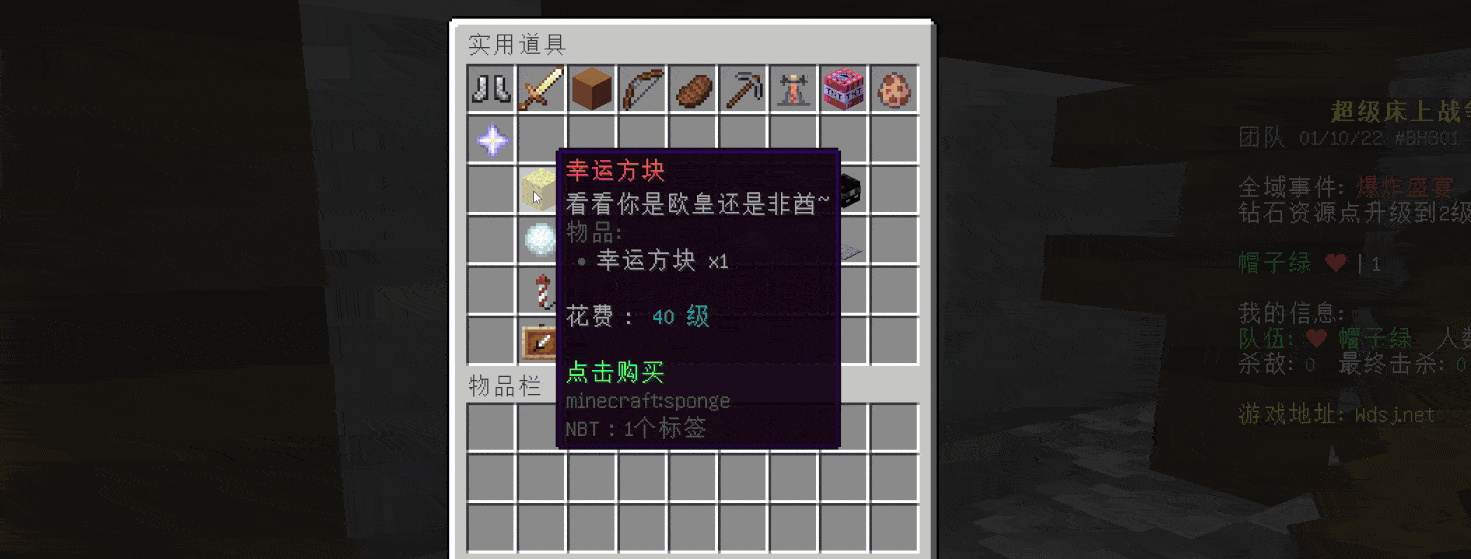 实用道具
幸运方块
看看你是欧皇还是非酋~
物品:
• 幸运方块 x1
花费： 40 级
点击购买
minecraft:sponge
NBT：1个标签
物品栏
超级床上战争
团队 01/10/22 #BHB01
全域事件: 爆炸盛宴
钻石资源点升级到2级
帽子绿 ❤ | 1
我的信息:
队伍: ❤ 帽子绿 人数
杀敌: 0 最终击杀: 0
游戏地址: kdsj.net